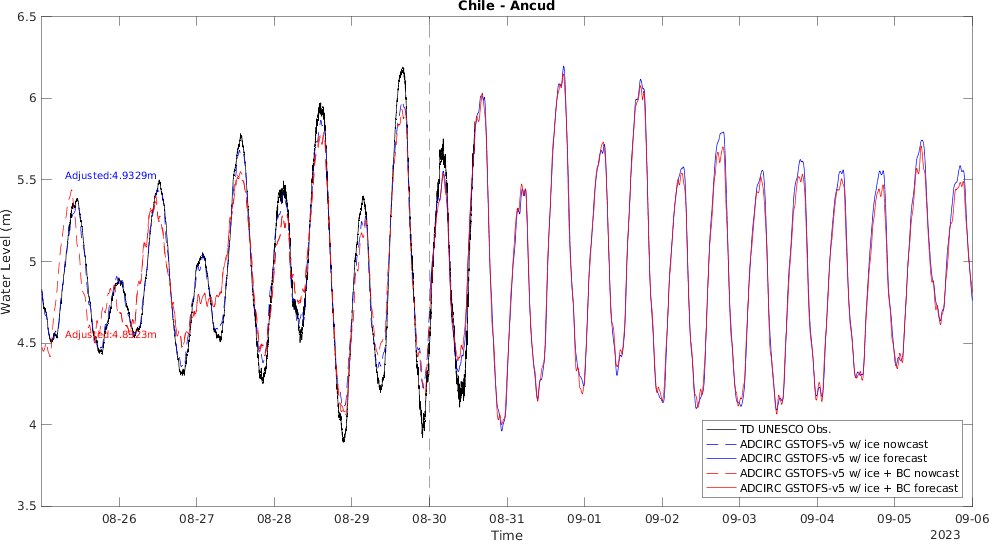 Chile - Ancud
6.5
6
5.5
5
4.5
4
3.5
Water Level (m)
Adjusted:4.9329m
Adjusted:4.8923m
TD UNESCO Obs.
ADCIRC GSTOFS-v5 w/ ice nowcast
ADCIRC GSTOFS-v5 w/ ice forecast
ADCIRC GSTOFS-v5 w/ ice + BC nowcast
ADCIRC GSTOFS-v5 w/ ice + BC forecast
08-26 08-27 08-28 08-29 08-30 08-31 09-01 09-02 09-03 09-04 09-05 09-06
Time
2023